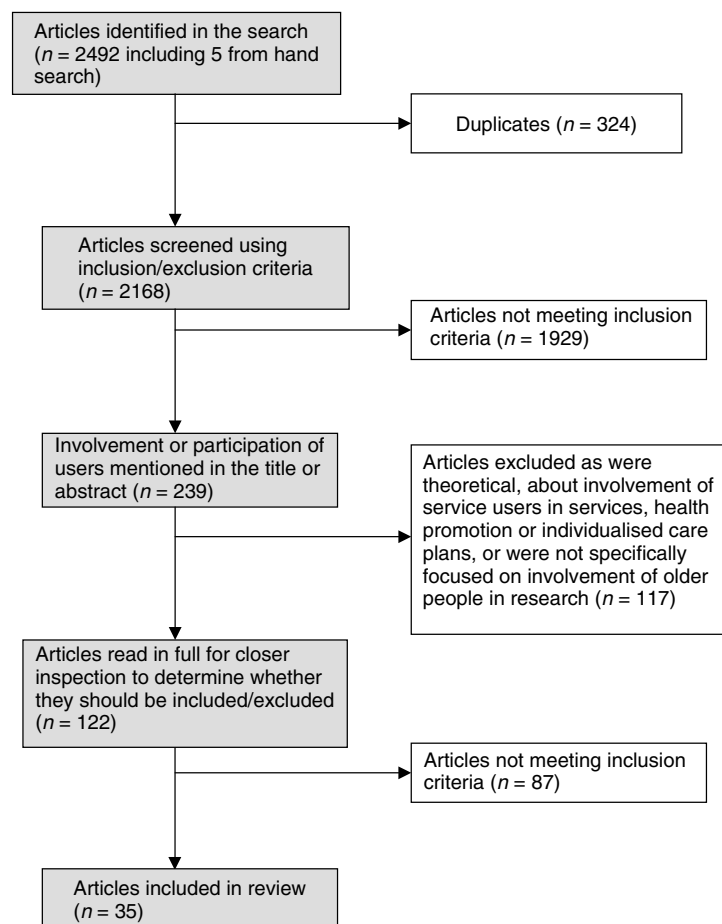 Articles identified in the search
(n = 2492 including 5 from hand
search)
Duplicates (n = 324)
Articles screened using
inclusion/exclusion criteria
(n = 2168)
Articles not meeting inclusion
criteria (n = 1929)
Involvement or participation of
users mentioned in the title or
abstract (n = 239)
Articles excluded as were
theoretical, about involvement of
service users in services, health
promotion or individualised care
plans, or were not specifically
focused on involvement of older
people in research (n = 117)
Articles read in full for closer
inspection to determine whether
they should be included/excluded
(n = 122)
Articles not meeting inclusion
criteria (n = 87)
Articles included in review
(n = 35)